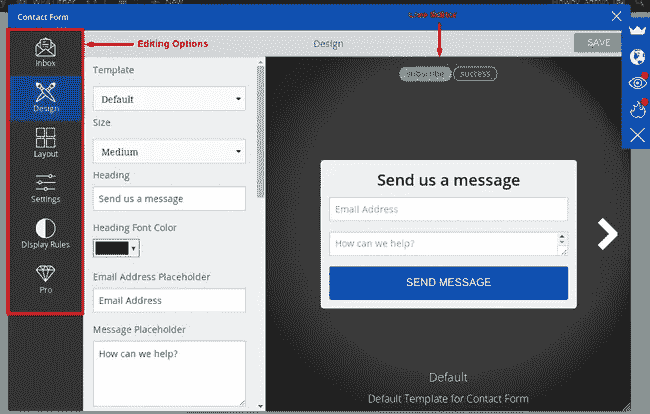 Contact Form
Editing Options
Design
SAVE
Inbox
Design
Layout
Settings
Display Rules
Pro
Template
Default
Size
Medium
Heading
Send us a message
Heading Font Color
Email Address Placeholder
Email Address
Message Placeholder
How can we help?
subscribe
success
Send us a message
Email Address
How can we help?
SEND MESSAGE
Default
Default Template for Contact Form